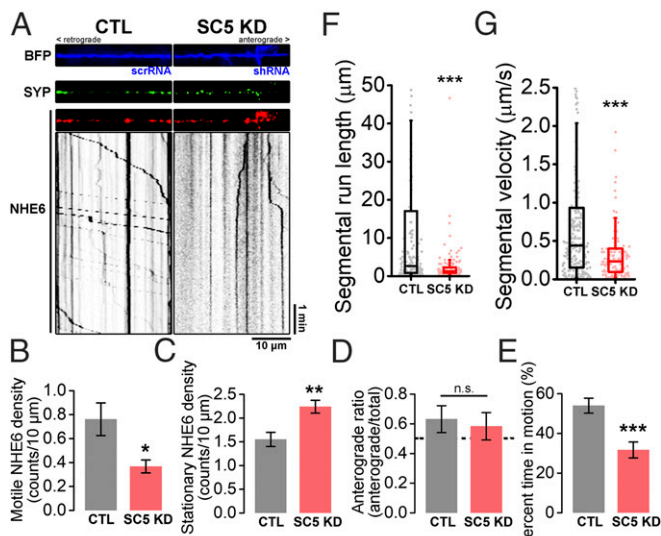 A
CTL
SC5 KD
< retrograde
anterograde >
BFP
scrRNA
shRNA
SYP
NHE6
1 min
10 µm
B
Motile NHE6 density
(counts/10 µm)
1.0
0.8
0.6
0.4
0.2
0.0
*
CTL
SC5 KD
C
Stationary NHE6 density
(counts/10 µm)
2.5
2.0
1.5
1.0
0.5
0.0
**
CTL
SC5 KD
D
Anterograde ratio
(anterograde/total)
0.8
0.6
0.4
0.2
0.0
n.s.
CTL
SC5 KD
E
percent time in motion (%)
60
40
20
0
***
CTL
SC5 KD
F
Segmental run length (µm)
50
40
30
20
10
0
***
CTL
SC5 KD
G
Segmental velocity (µm/s)
2.5
2.0
1.5
1.0
0.5
0.0
***
CTL
SC5 KD